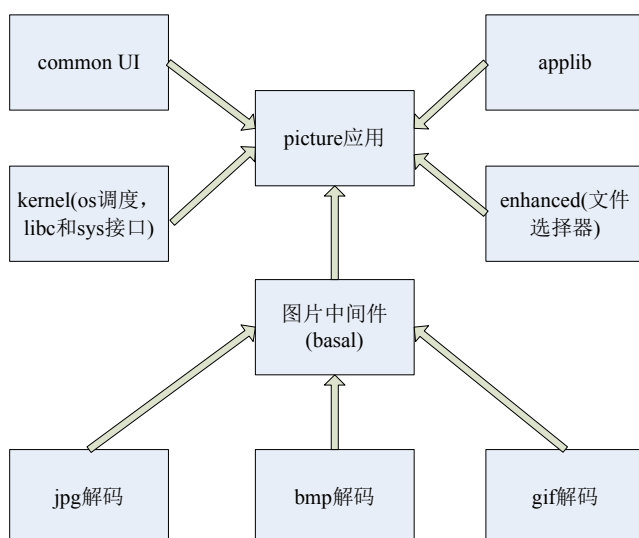 common UI
applib
picture应用
kernel(os调度，
libc和sys接口)
enhanced(文件
选择器)
图片中间件
(basal)
jpg解码
bmp解码
gif解码